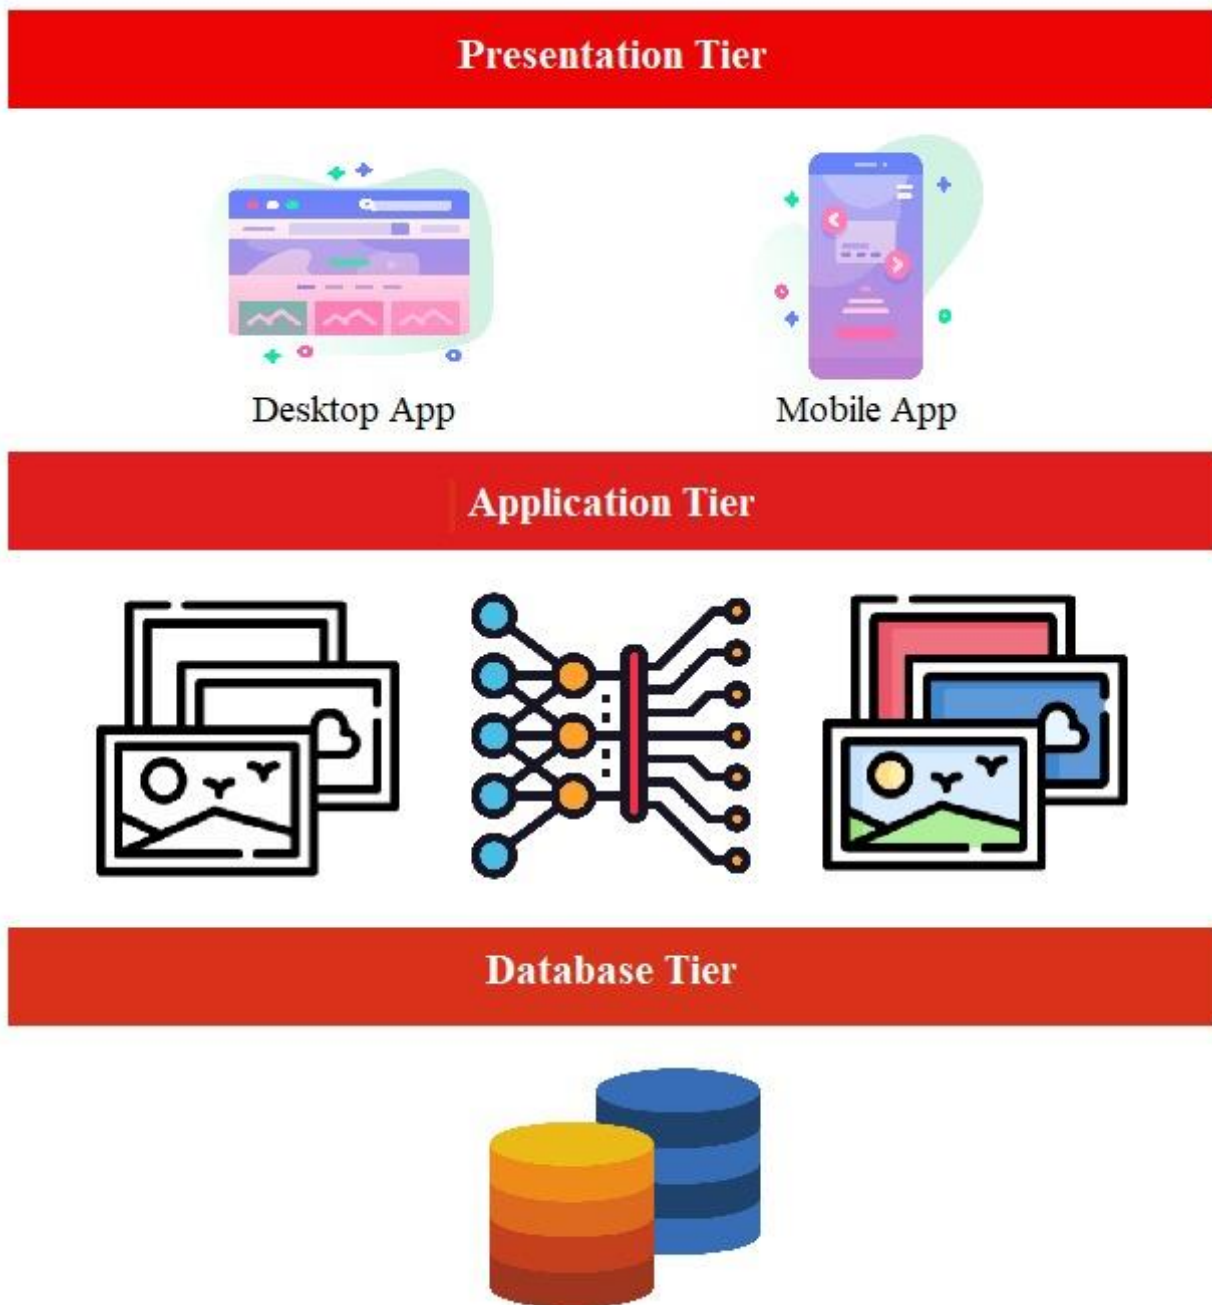 Presentation Tier
Desktop App
Mobile App
Application Tier
Database Tier